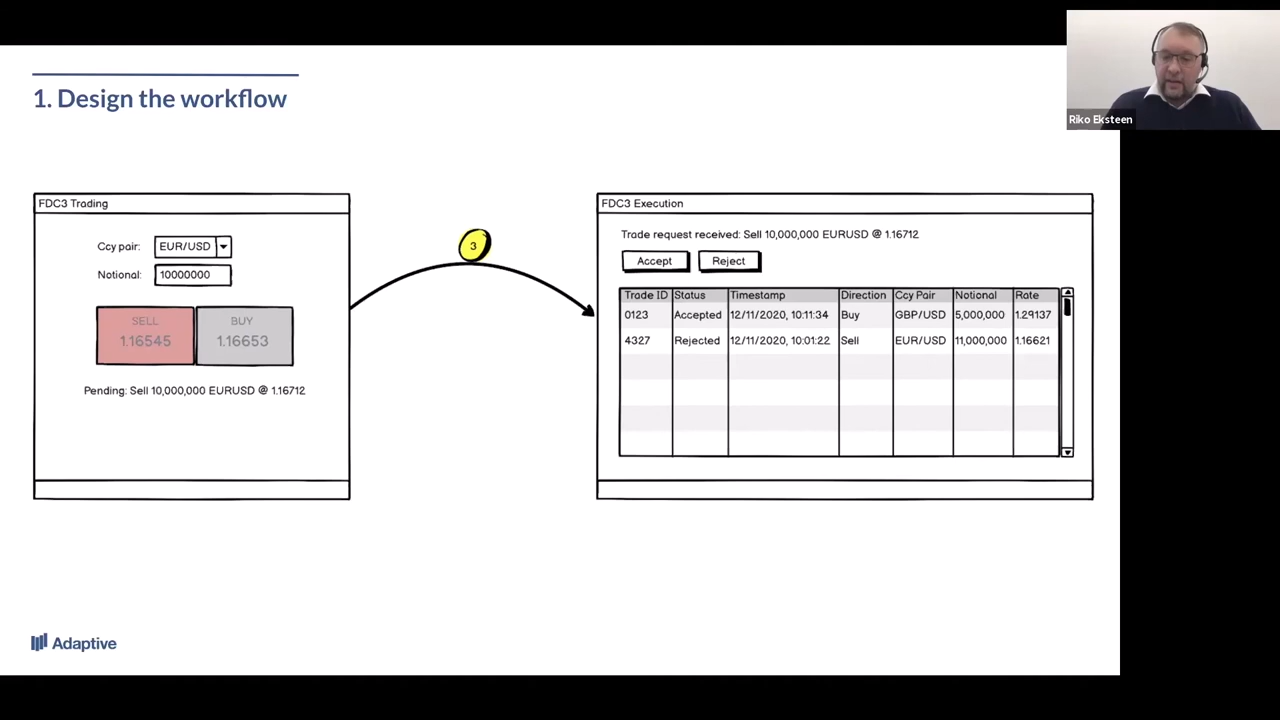 1. Design the workflow
Riko Eksteen
FDC3 Trading
Ccy pair: EUR/USD
Notional: 10000000
SELL BUY
1.16545 1.16653
Pending: Sell 10,000,000 EURUSD @ 1.16712
3
FDC3 Execution
Trade request received: Sell 10,000,000 EURUSD @ 1.16712
Accept Reject
Trade ID Status Timestamp Direction Ccy Pair Notional Rate
0123 Accepted 12/11/2020, 10:11:34 Buy GBP/USD 5,000,000 1.29137
4327 Rejected 12/11/2020, 10:01:22 Sell EUR/USD 11,000,000 1.16621
Adaptive